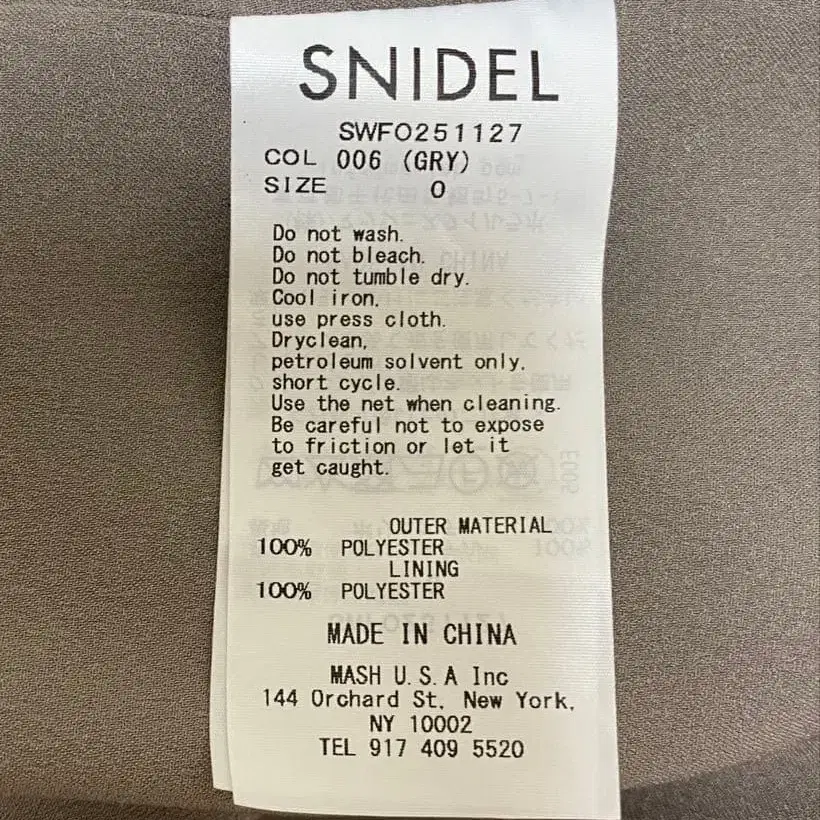 SNIDEL
SWFO251127
COL 006 (GRY)
SIZE 0
Do not wash.
Do not bleach.
Do not tumble dry.
Cool iron,
use press cloth.
Dryclean,
petroleum solvent only.
short cycle.
Use the net when cleaning.
Be careful not to expose
to friction or let it
get caught.
OUTER MATERIAL
100% POLYESTER
LINING
100% POLYESTER
MADE IN CHINA
MASH U.S.A Inc
144 Orchard St, New York,
NY 10002
TEL 917 409 5520